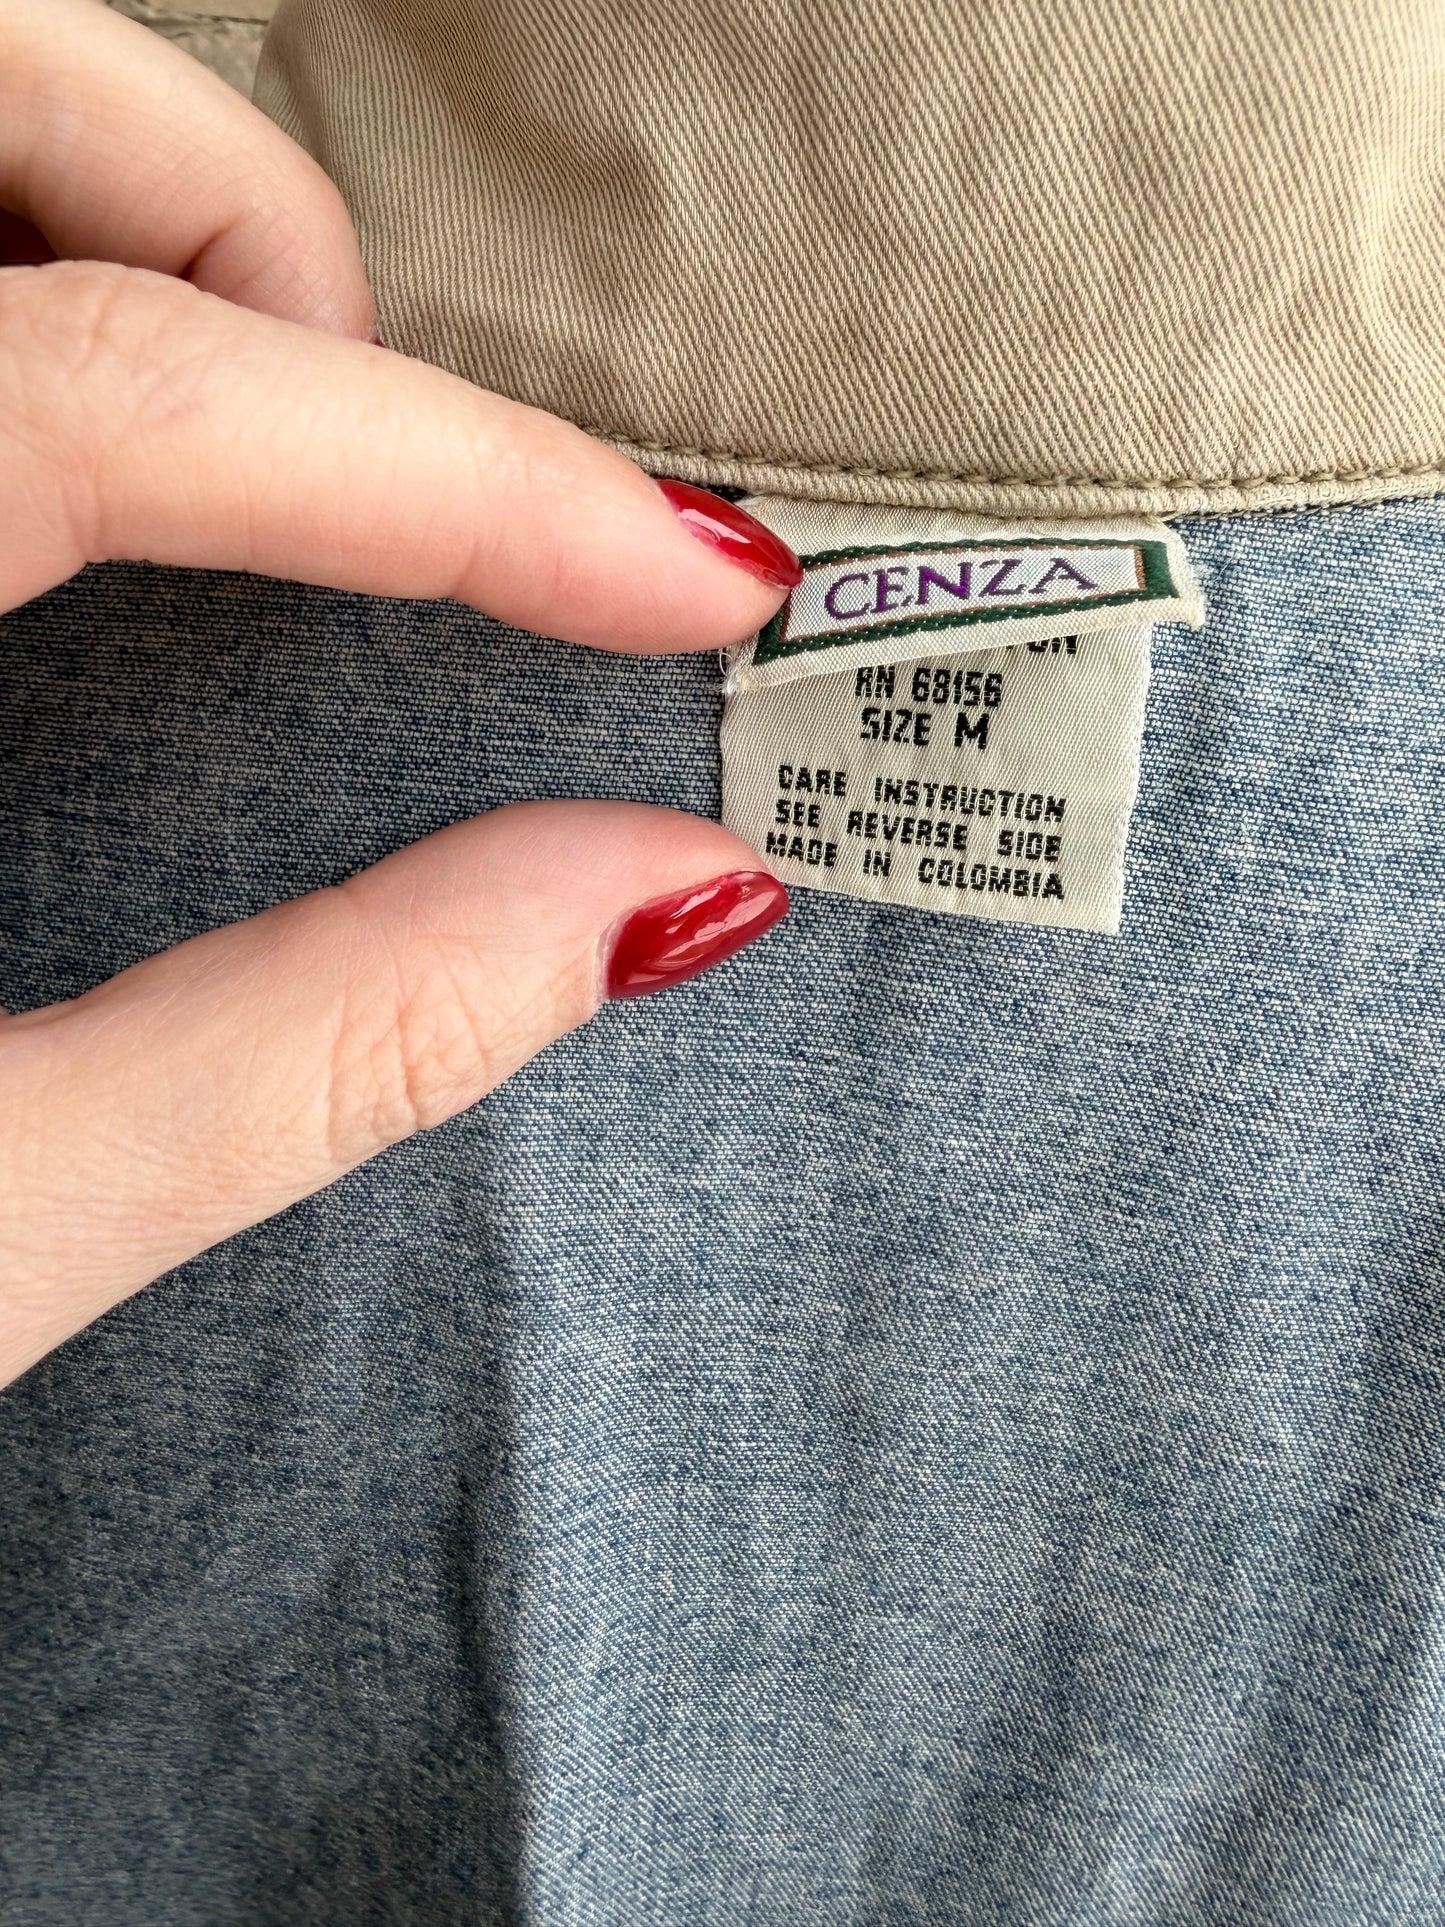 CENZA
RN 68156
SIZE M
CARE INSTRUCTION
SEE REVERSE SIDE
MADE IN COLOMBIA